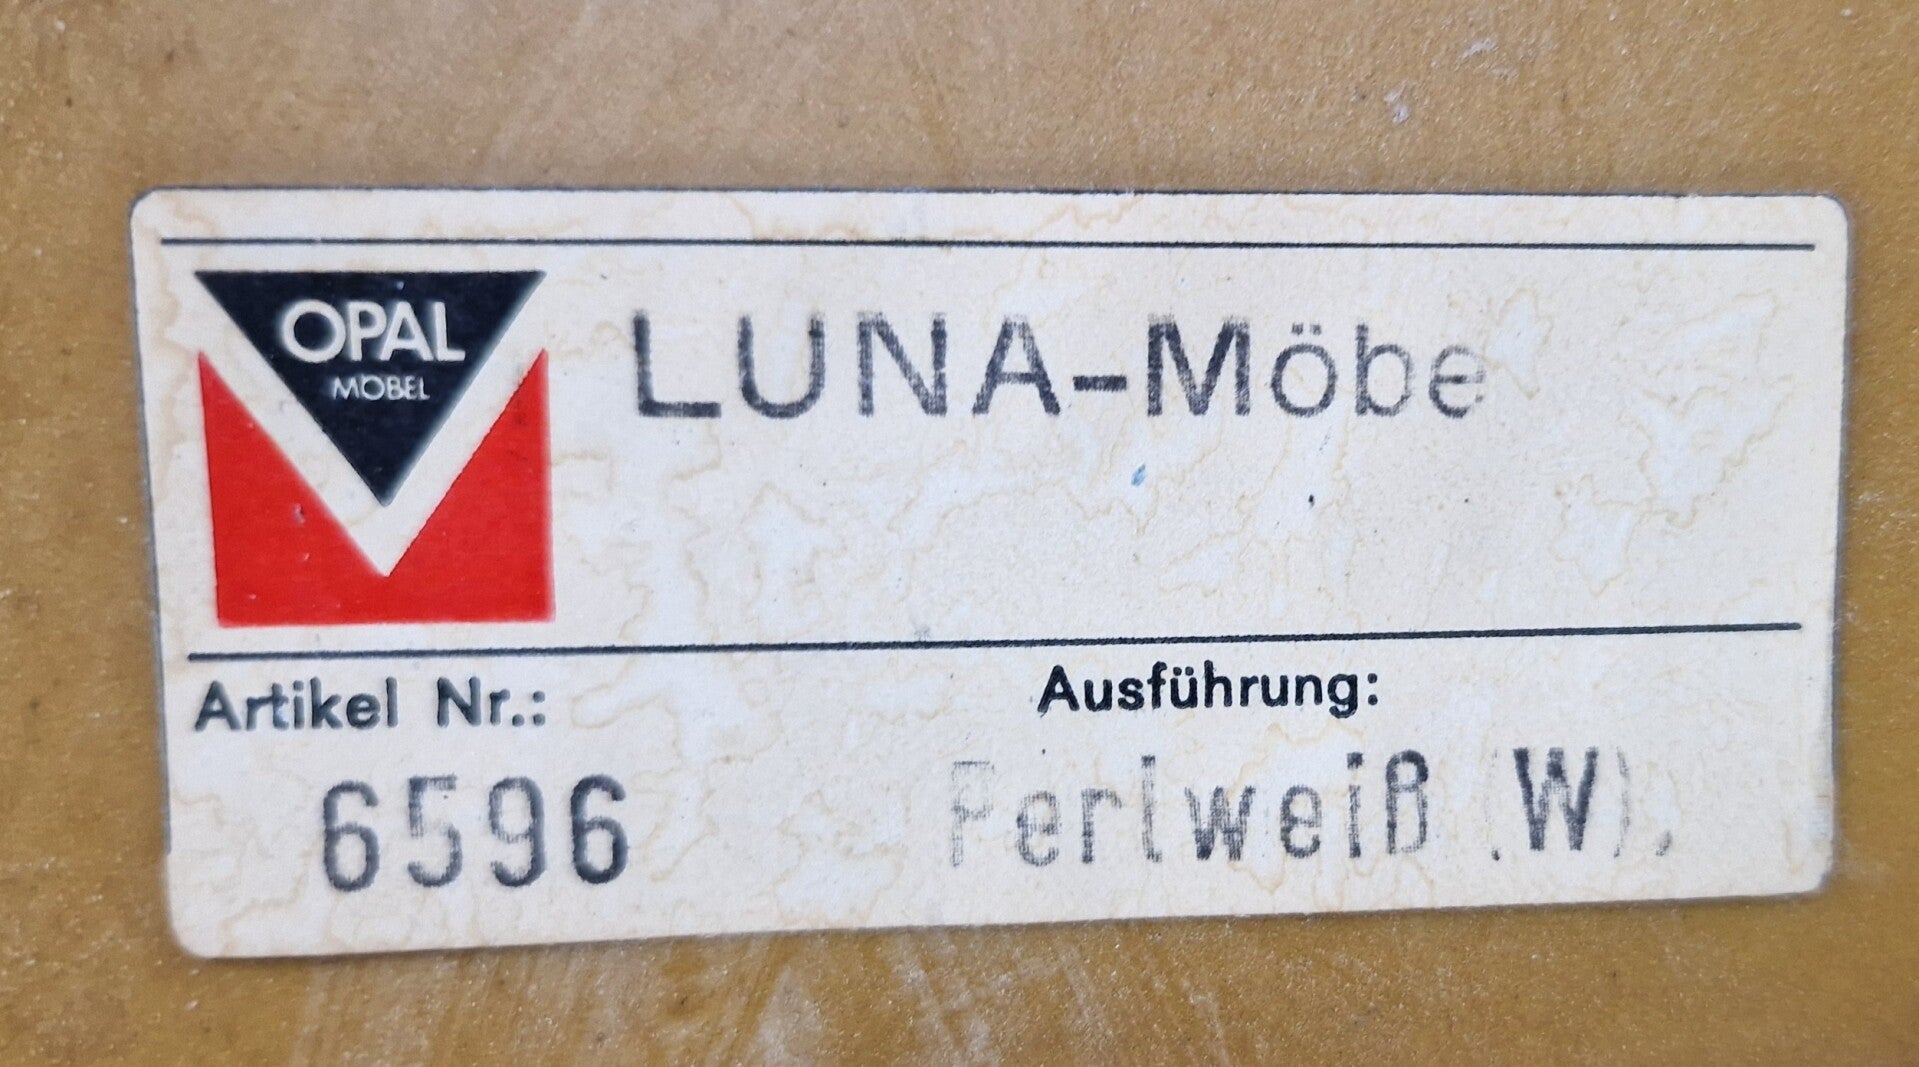 OPAL
MÖBEL
LUNA-Möbe
Artikel Nr.:
Ausführung:
6596
Perlweiß (W),